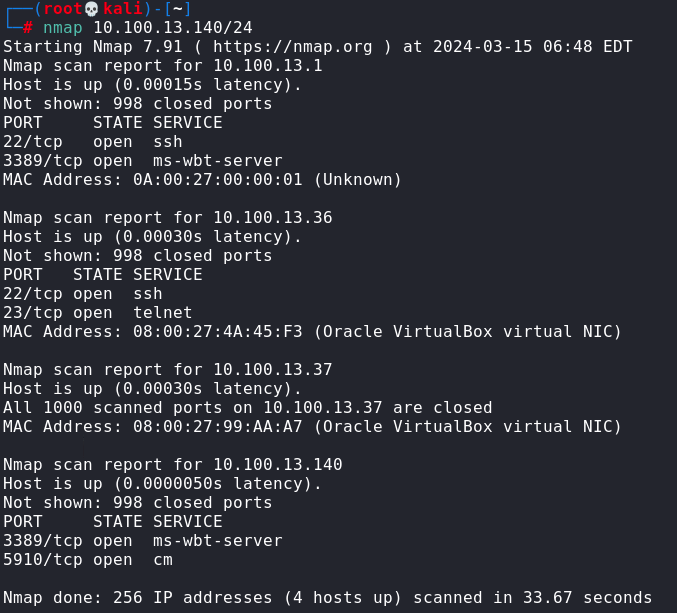 ┌──(root💀kali)-[~]
└─# nmap 10.100.13.140/24
Starting Nmap 7.91 ( https://nmap.org ) at 2024-03-15 06:48 EDT
Nmap scan report for 10.100.13.1
Host is up (0.00015s latency).
Not shown: 998 closed ports
PORT     STATE SERVICE
22/tcp   open  ssh
3389/tcp open  ms-wbt-server
MAC Address: 0A:00:27:00:00:01 (Unknown)

Nmap scan report for 10.100.13.36
Host is up (0.00030s latency).
Not shown: 998 closed ports
PORT   STATE SERVICE
22/tcp open  ssh
23/tcp open  telnet
MAC Address: 08:00:27:4A:45:F3 (Oracle VirtualBox virtual NIC)

Nmap scan report for 10.100.13.37
Host is up (0.00030s latency).
All 1000 scanned ports on 10.100.13.37 are closed
MAC Address: 08:00:27:99:AA:A7 (Oracle VirtualBox virtual NIC)

Nmap scan report for 10.100.13.140
Host is up (0.0000050s latency).
Not shown: 998 closed ports
PORT     STATE SERVICE
3389/tcp open  ms-wbt-server
5910/tcp open  cm

Nmap done: 256 IP addresses (4 hosts up) scanned in 33.67 seconds